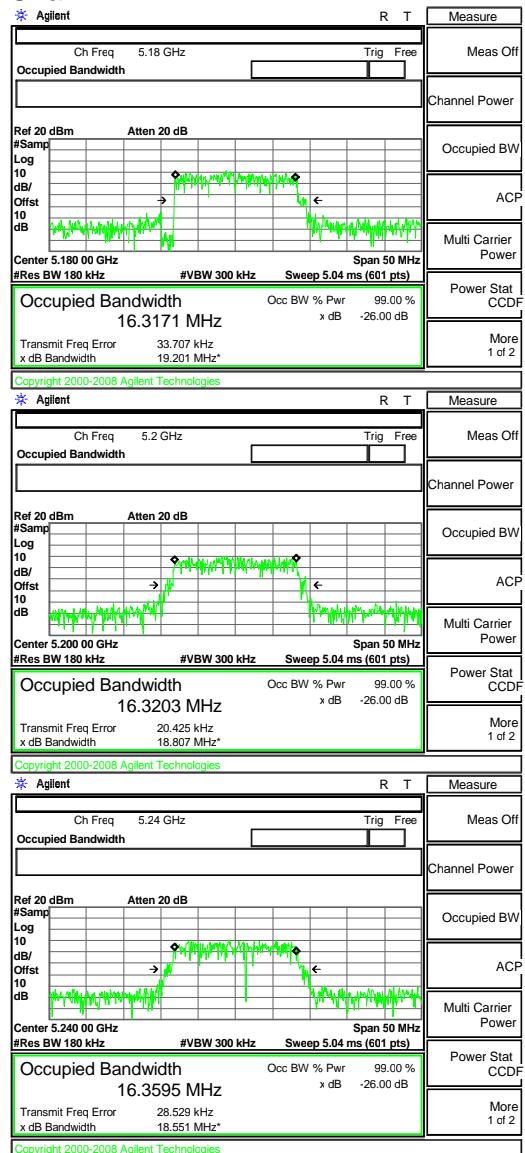 Agilent R T Measure
Ch Freq 5.18 GHz Trig Free
Occupied Bandwidth
Meas Off
Channel Power
Occupied BW
ACP
Multi Carrier
Power
Power Stat
CCDF
More
1 of 2
Ref 20 dBm Atten 20 dB
#Samp
Log
10
dB/
Offst
10
dB
Center 5.180 00 GHz Span 50 MHz
#Res BW 180 kHz #VBW 300 kHz Sweep 5.04 ms (601 pts)
Occupied Bandwidth Occ BW % Pwr 99.00 %
16.3171 MHz x dB -26.00 dB
Transmit Freq Error 33.707 kHz
x dB Bandwidth 19.201 MHz*
Copyright 2000-2008 Agilent Technologies
Agilent R T Measure
Ch Freq 5.2 GHz Trig Free
Occupied Bandwidth
Meas Off
Channel Power
Occupied BW
ACP
Multi Carrier
Power
Power Stat
CCDF
More
1 of 2
Ref 20 dBm Atten 20 dB
#Samp
Log
10
dB/
Offst
10
dB
Center 5.200 00 GHz Span 50 MHz
#Res BW 180 kHz #VBW 300 kHz Sweep 5.04 ms (601 pts)
Occupied Bandwidth Occ BW % Pwr 99.00 %
16.3203 MHz x dB -26.00 dB
Transmit Freq Error 20.425 kHz
x dB Bandwidth 18.807 MHz*
Copyright 2000-2008 Agilent Technologies
Agilent R T Measure
Ch Freq 5.24 GHz Trig Free
Occupied Bandwidth
Meas Off
Channel Power
Occupied BW
ACP
Multi Carrier
Power
Power Stat
CCDF
More
1 of 2
Ref 20 dBm Atten 20 dB
#Samp
Log
10
dB/
Offst
10
dB
Center 5.240 00 GHz Span 50 MHz
#Res BW 180 kHz #VBW 300 kHz Sweep 5.04 ms (601 pts)
Occupied Bandwidth Occ BW % Pwr 99.00 %
16.3595 MHz x dB -26.00 dB
Transmit Freq Error 28.529 kHz
x dB Bandwidth 18.551 MHz*
Copyright 2000-2008 Agilent Technologies